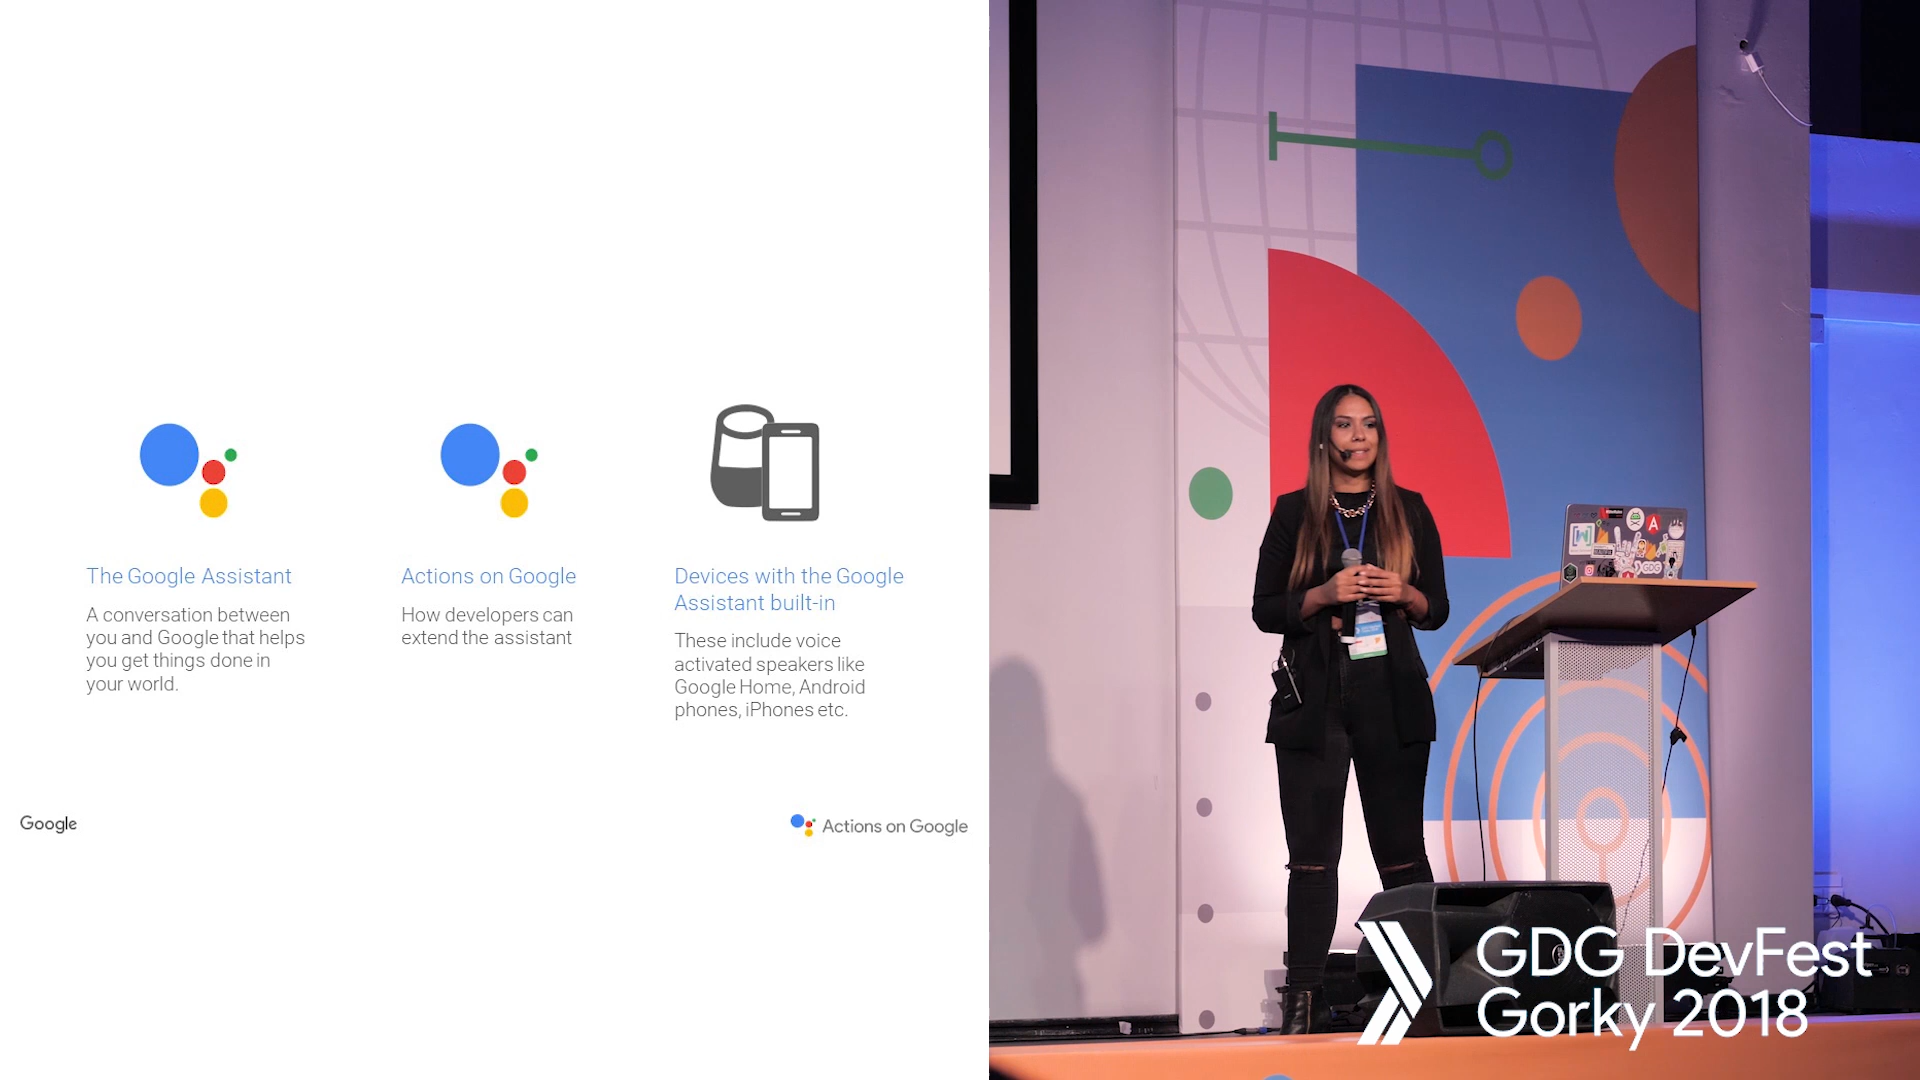 The Google Assistant
A conversation between
you and Google that helps
you get things done in
your world.
Actions on Google
How developers can
extend the assistant
Devices with the Google
Assistant built-in
These include voice
activated speakers like
Google Home, Android
phones, iPhones etc.
Google
Actions on Google
GDG
GDG DevFest
Gorky 2018